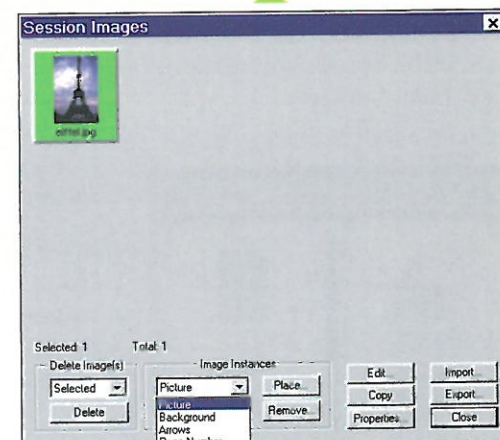 Session Images
eiffel.jpg
Selected: 1 Total: 1
Delete Image(s)
Selected
Delete
Image Instances
Picture
Place...
Remove...
Picture
Background
Arrows
Edit...
Copy
Properties...
Import...
Export...
Close